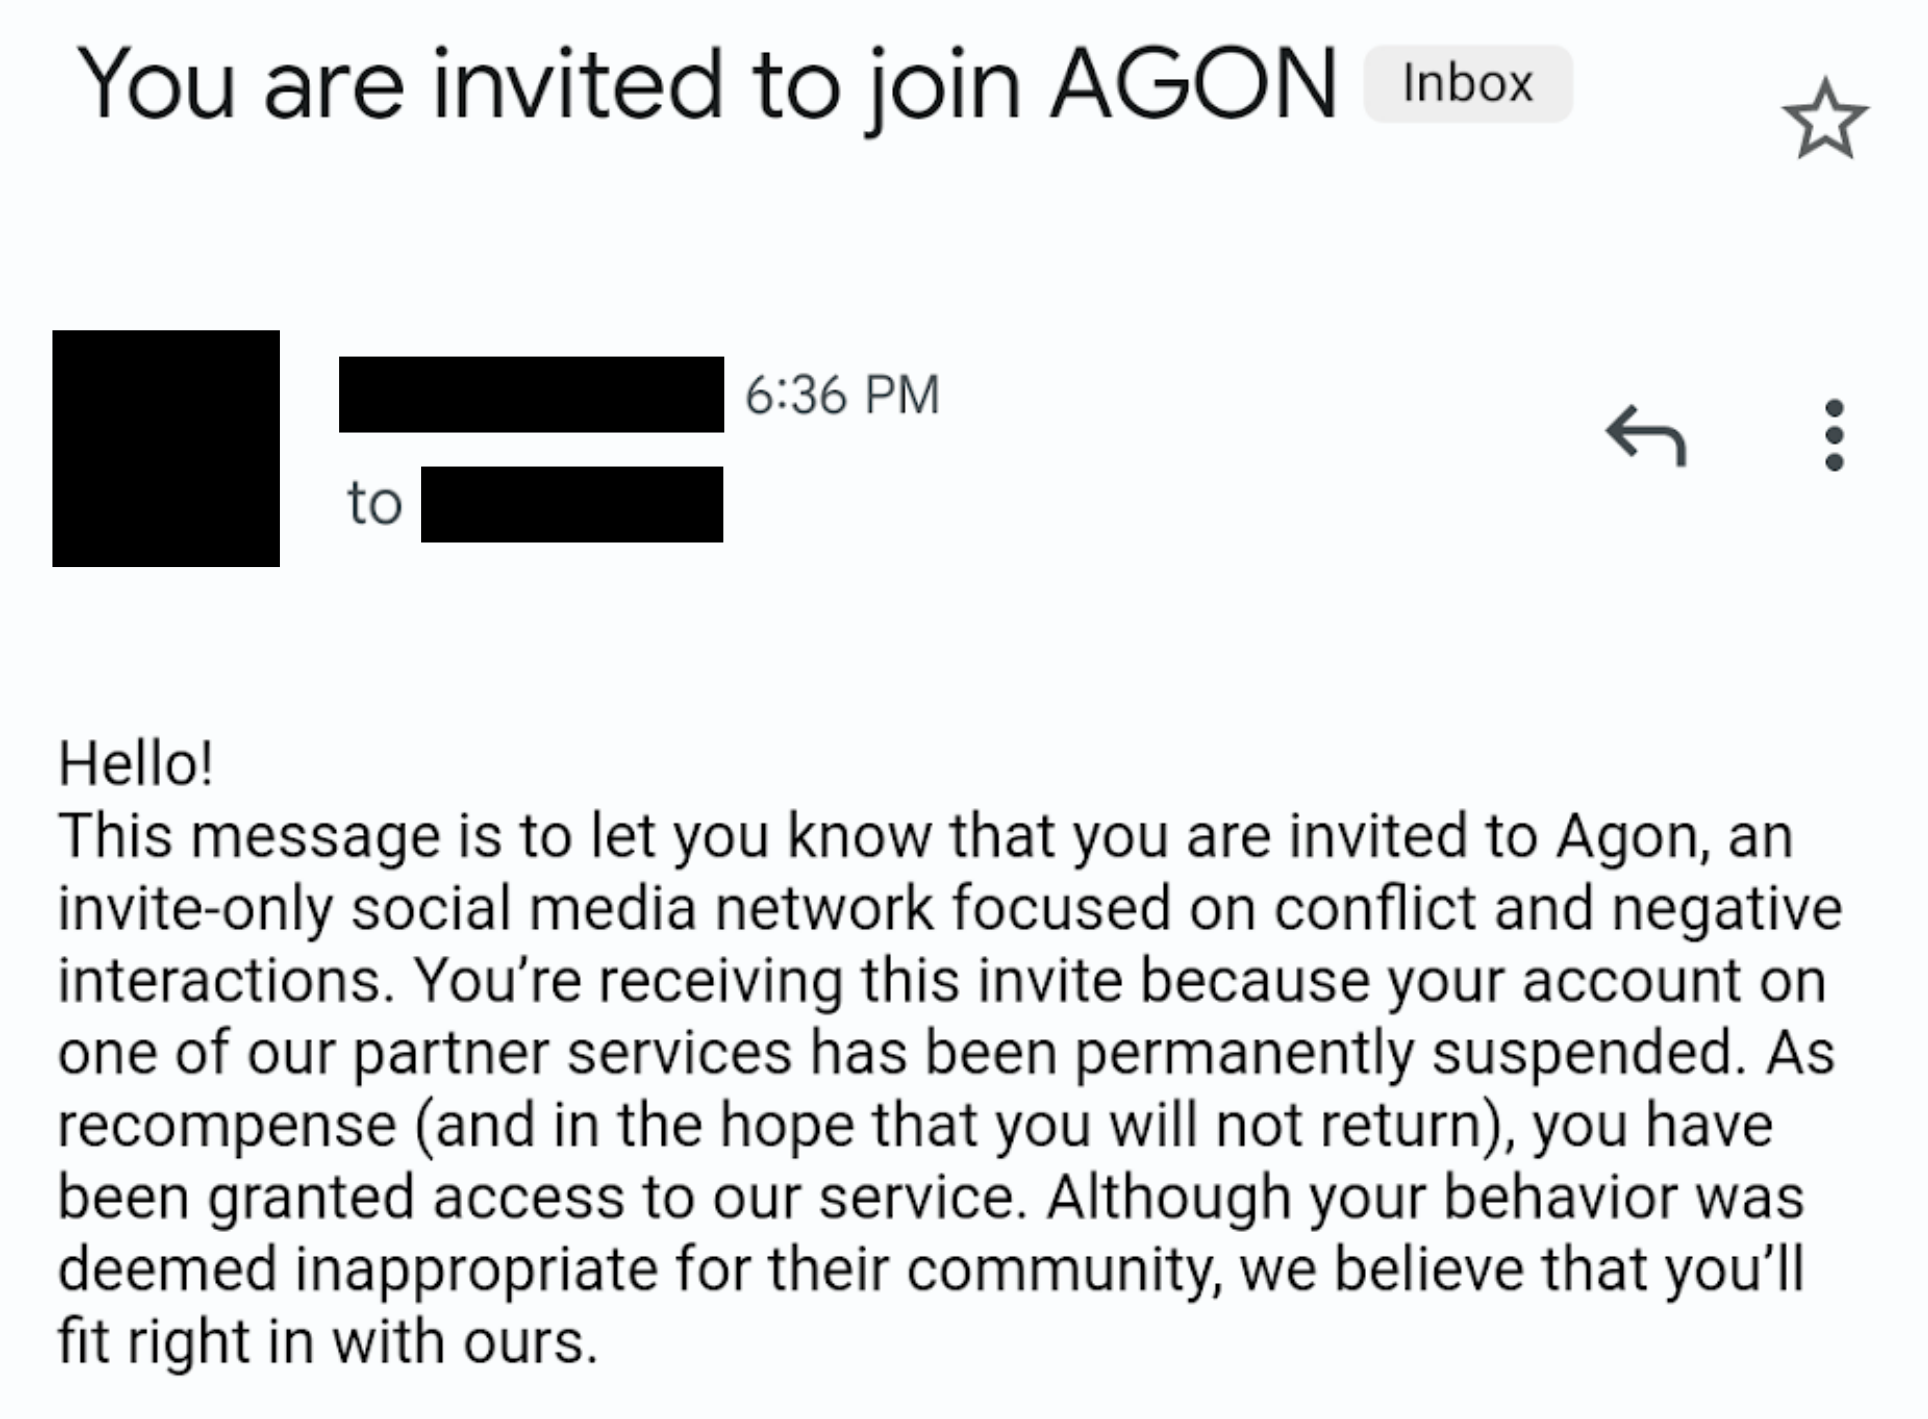 You are invited to join AGON Inbox
6:36 PM
to
Hello!
This message is to let you know that you are invited to Agon, an
invite-only social media network focused on conflict and negative
interactions. You’re receiving this invite because your account on
one of our partner services has been permanently suspended. As
recompense (and in the hope that you will not return), you have
been granted access to our service. Although your behavior was
deemed inappropriate for their community, we believe that you’ll
fit right in with ours.